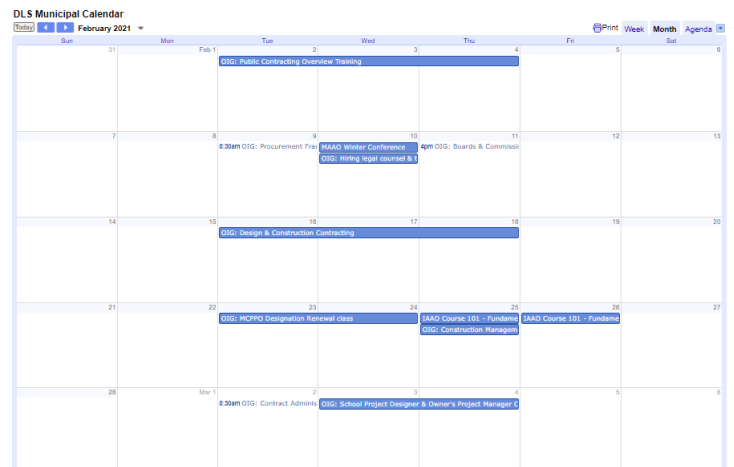 DLS Municipal Calendar
Today February 2021 Print Week Month Agenda
Sun Mon Tue Wed Thu Fri Sat
31 Feb 1 2 3 4 5 6
OIG: Public Contracting Overview Training
7 8 9 10 11 12 13
8:30am OIG: Procurement Frau MAAO Winter Conference 4pm OIG: Boards & Commissio
OIG: Hiring legal counsel &
14 15 16 17 18 19 20
OIG: Design & Construction Contracting
21 22 23 24 25 26 27
OIG: MCPPO Designation Renewal class IAAO Course 101 - Fundame IAAO Course 101 - Fundame
OIG: Construction Managem
28 Mar 1 2 3 4 5 6
8:30am OIG: Contract Adminis OIG: School Project Designer & Owner's Project Manager C